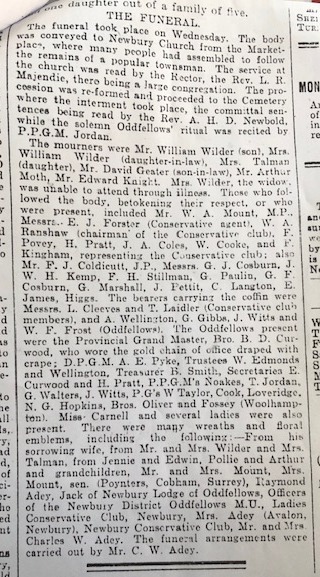 one daughter out of a family of five.
THE FUNERAL.
The funeral took place on Wednesday. The body
was conveyed to Newbury Church from the Market-
place, where many people had assembled to follow
the remains of a popular townsman. The service at
the church was read by the Rector, the Rev. L. R.
Majendie, there being a large congregation. The pro-
cession was re-formed and proceeded to the Cemetery
where the interment took place, the committal sen-
tences being read by the Rev. A. H. D. Newbold,
while the solemn Oddfellows' ritual was recited by
P.P.G.M. Jordan.
The mourners were Mr. William Wilder (son), Mrs.
William Wilder (daughter-in-law), Mrs. Talman
(daughter), Mr. David Geater (son-in-law), Mr. Arthur
Moth, Mr. Edward Knight. Mrs. Wilder, the widow,
was unable to attend through illness. Those who fol-
lowed the body, betokening their respect, or who
were present, included Mr. W. A. Mount, M.P.,
Messrs. E. J. Forster (Conservative agent), W. A.
Ranshaw (chairman of the Conservative club), F.
Povey, H. Pratt, J. A. Coles, W. Cooke, and F.
Kingham, representing the Conservative club; also
Mr. F. J. Coldicutt, J.P., Messrs. G. J. Cosburn, J.
W. H. Kemp, F. H. Stillman, G. Paulin, G. F.
Cosburn, G. Marshall, J. Pettit, C. Langton, E.
James, Higgs. The bearers carrying the coffin were
Messrs. L. Cleeves and T. Laidler (Conservative club
members), and A. Wellington, G. Gibbs, J. Witts and
W. F. Frost (Oddfellows). The Oddfellows present
were the Provincial Grand Master, Bro. B. D. Cur-
wood, who wore the gold chain of office draped with
crape; D.P.G.M. A. E. Pyke, Trustees W. Edmonds
and Wellington, Treasurer B. Smith, Secretaries E.
Curwood and H. Pratt, P.P.G.M's Noakes, T. Jordan,
G. Walters, J. Witts, P.G's W Taylor, Cook, Loveridge,
N. G. Hopkins, Bros. Oliver and Fossey (Woolhamp-
ton). Miss Carnell and several ladies were also
present. There were many wreaths and floral
emblems, including the following:—From his
sorrowing wife, from Mr. and Mrs. Wilder and Mrs.
Talman, from Jennie and Edwin, Pollie and Arthur
and grandchildren, Mr. and Mrs. Mount, Mrs.
Mount, sen. (Poynters, Cobham, Surrey), Raymond
Adey, Jack of Newbury Lodge of Oddfellows, Officers
of the Newbury District Oddfellows M.U., Ladies
Conservative Club, Newbury, Mrs. Adey (Avalon,
Newbury), Newbury Conservative Club, Mr. and Mrs.
Charles W. Adey. The funeral arrangements were
carried out by Mr. C. W. Adey.